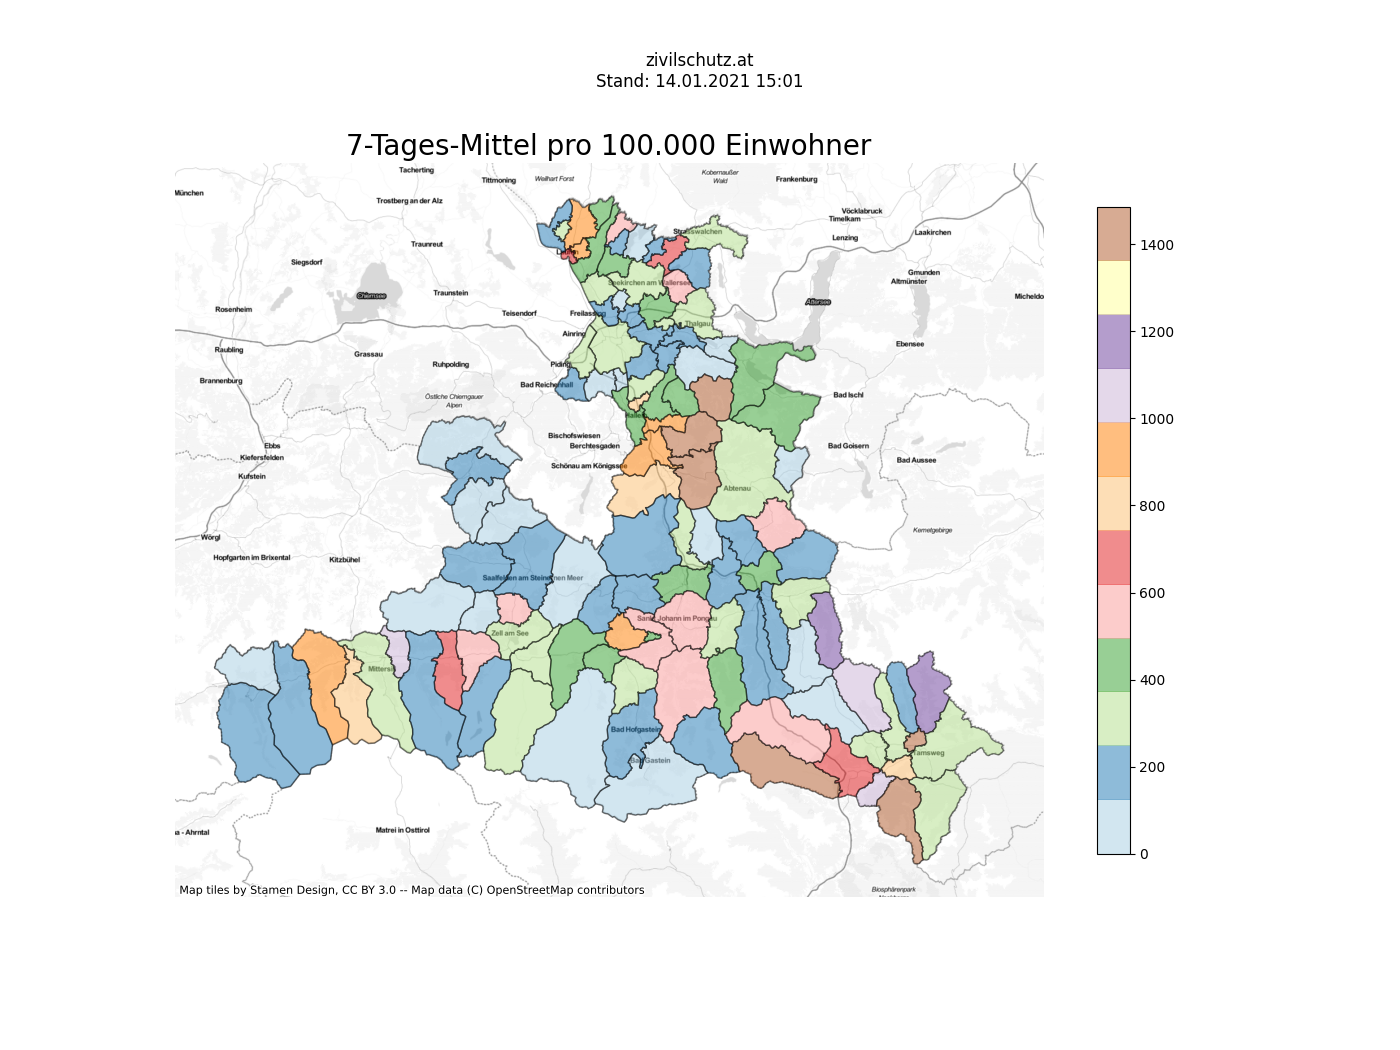 zivilschutz.at
Stand: 14.01.2021 15:01
7-Tages-Mittel pro 100.000 Einwohner
Tacherting
Tittmoning
Weilhart Forst
Kobernaußer
Wald
Frankenburg
München
Trostberg an der Alz
Vöcklabruck
Timelkam
Laakirchen
Lenzing
Strasswalchen
Traunreut
Siegsdorf
Gmunden
Altmünster
Seekirchen am Wallersee
Chiemsee
Traunstein
Attersee
Micheldo
Rosenheim
Teisendorf
Freilassing
Thalgau
Ainring
Ebensee
Raubling
Grassau
Ruhpolding
Piding
Brannenburg
Bad Reichenhall
Östliche Chiemgauer
Alpen
Bad Ischl
Hallein
Bischofswiesen
Berchtesgaden
Ebbs
Kiefersfelden
Bad Goisern
Bad Aussee
Schönau am Königssee
Kufstein
Abtenau
Kemetgebirge
Wörgl
Hopfgarten im Brixental
Kitzbühel
Saalfelden am Steinernen Meer
Sankt Johann im Pongau
Zell am See
Mittersill
Bad Hofgastein
Bad Gastein
Tamsweg
Matrei in Osttirol
a - Ahrntal
Biosphärenpark
Map tiles by Stamen Design, CC BY 3.0 -- Map data (C) OpenStreetMap contributors
1400
1200
1000
800
600
400
200
0